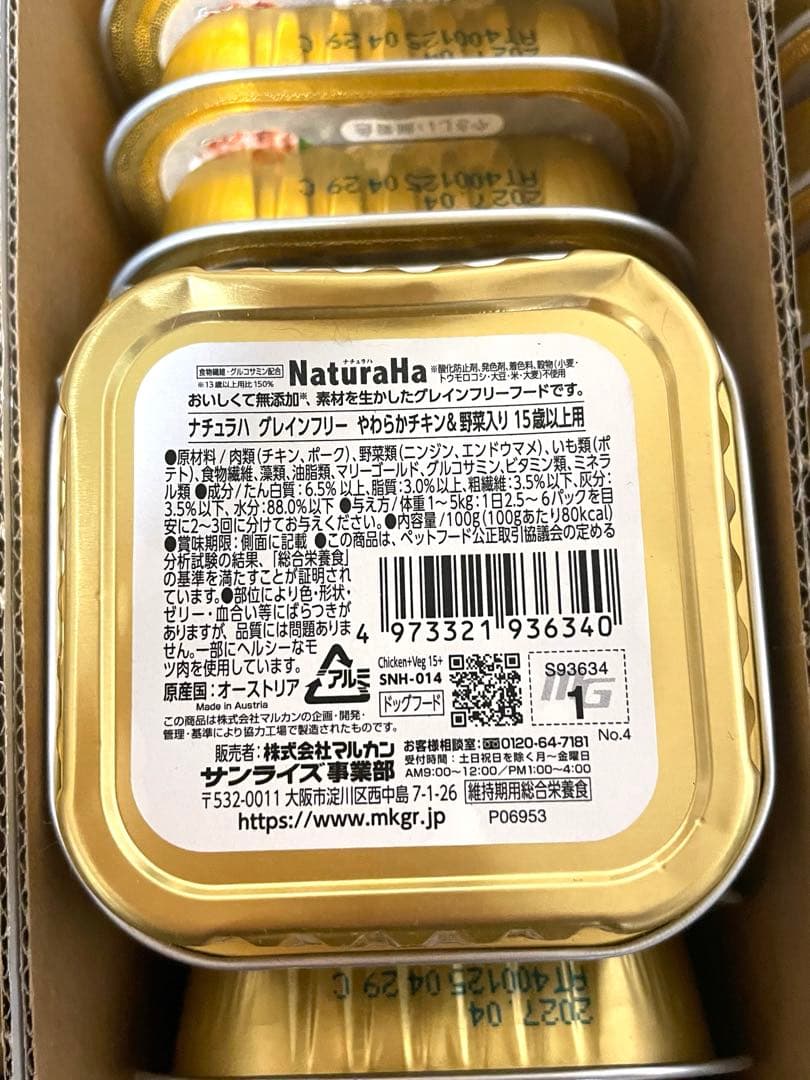 AT400125 04 29 C
2027.04
やさしい無着色
AT400125 04 29 C
2027.04
食物繊維・グルコサミン配合
※13歳以上用比150%
ナチュラハ
NaturaHa
※酸化防止剤、発色剤、着色料、穀物(小麦・
トウモロコシ・大豆・米・大麦)不使用
おいしくて無添加※、素材を生かしたグレインフリーフードです。
ナチュラハ グレインフリー やわらかチキン&野菜入り 15歳以上用
●原材料/肉類(チキン、ポーク)、野菜類(ニンジン、エンドウマメ)、いも類(ポ
テト)、食物繊維、藻類、油脂類、マリーゴールド、グルコサミン、ビタミン類、ミネラ
ル類 ●成分/たん白質:6.5%以上、脂質:3.0%以上、粗繊維:3.5%以下、灰分:
3.5%以下、水分:88.0%以下 ●与え方/体重1〜5kg:1日2.5〜6パックを目
安に2〜3回に分けてお与えください。●内容量/100g(100gあたり80kcal)
●賞味期限:側面に記載 ●この商品は、ペットフード公正取引協議会の定める
分析試験の結果、「総合栄養食」
の基準を満たすことが証明され
ています。●部位により色・形状・
ゼリー・血合い等にばらつきが
ありますが、品質には問題ありま
せん。一部にヘルシーなモ
ツ肉を使用しています。
4 973321 936340
原産国:オーストリア
Made in Austria
アルミ
Chicken+Veg 15+
SNH-014
ドッグフード
S93634
MG
1
No.4
この商品は株式会社マルカンの企画・開発・
管理・基準により協力工場で製造されたものです。
販売者:株式会社マルカン
サンライズ事業部
お客様相談室:0120-64-7181
受付時間:土日祝日を除く月〜金曜日
AM9:00〜12:00/PM1:00〜4:00
〒532-0011 大阪市淀川区西中島7-1-26
維持期用総合栄養食
https://www.mkgr.jp
P06953
AT400125 04 29 C
2027.04